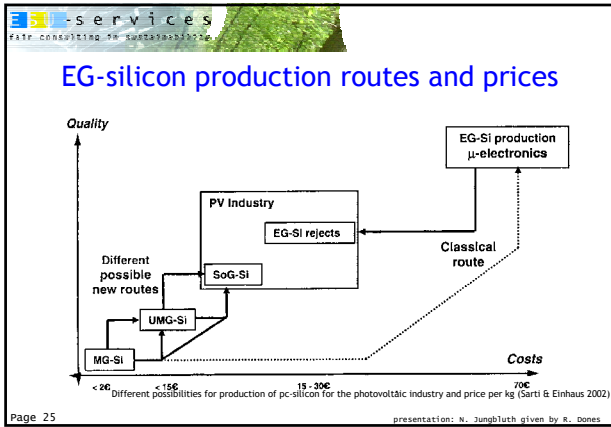 ESU-services
fair consulting in sustainability
EG-silicon production routes and prices
Quality
EG-Si production
μ-electronics
PV Industry
EG-Si rejects
Classical
route
Different
possible
new routes
SoG-Si
UMG-Si
MG-Si
Costs
< 2€
< 15€
15 - 30€
70€
Different possibilities for production of pc-silicon for the photovoltaic industry and price per kg (Sarti & Einhaus 2002)
Page 25
presentation: N. Jungbluth given by R. Dones